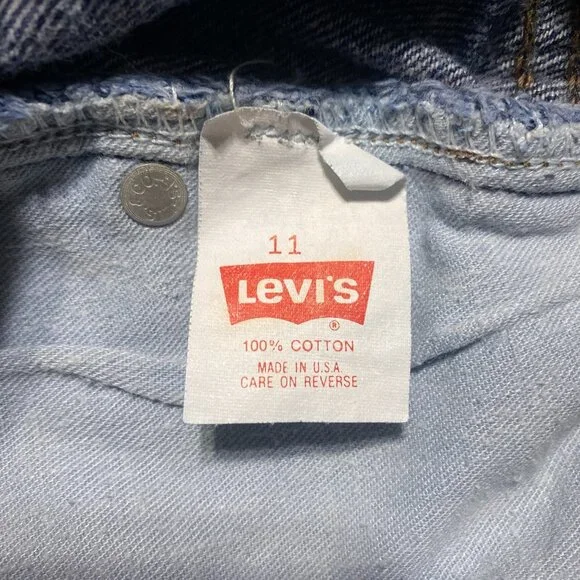 11
LEVI'S
®
100% COTTON
MADE IN U.S.A
CARE ON REVERSE